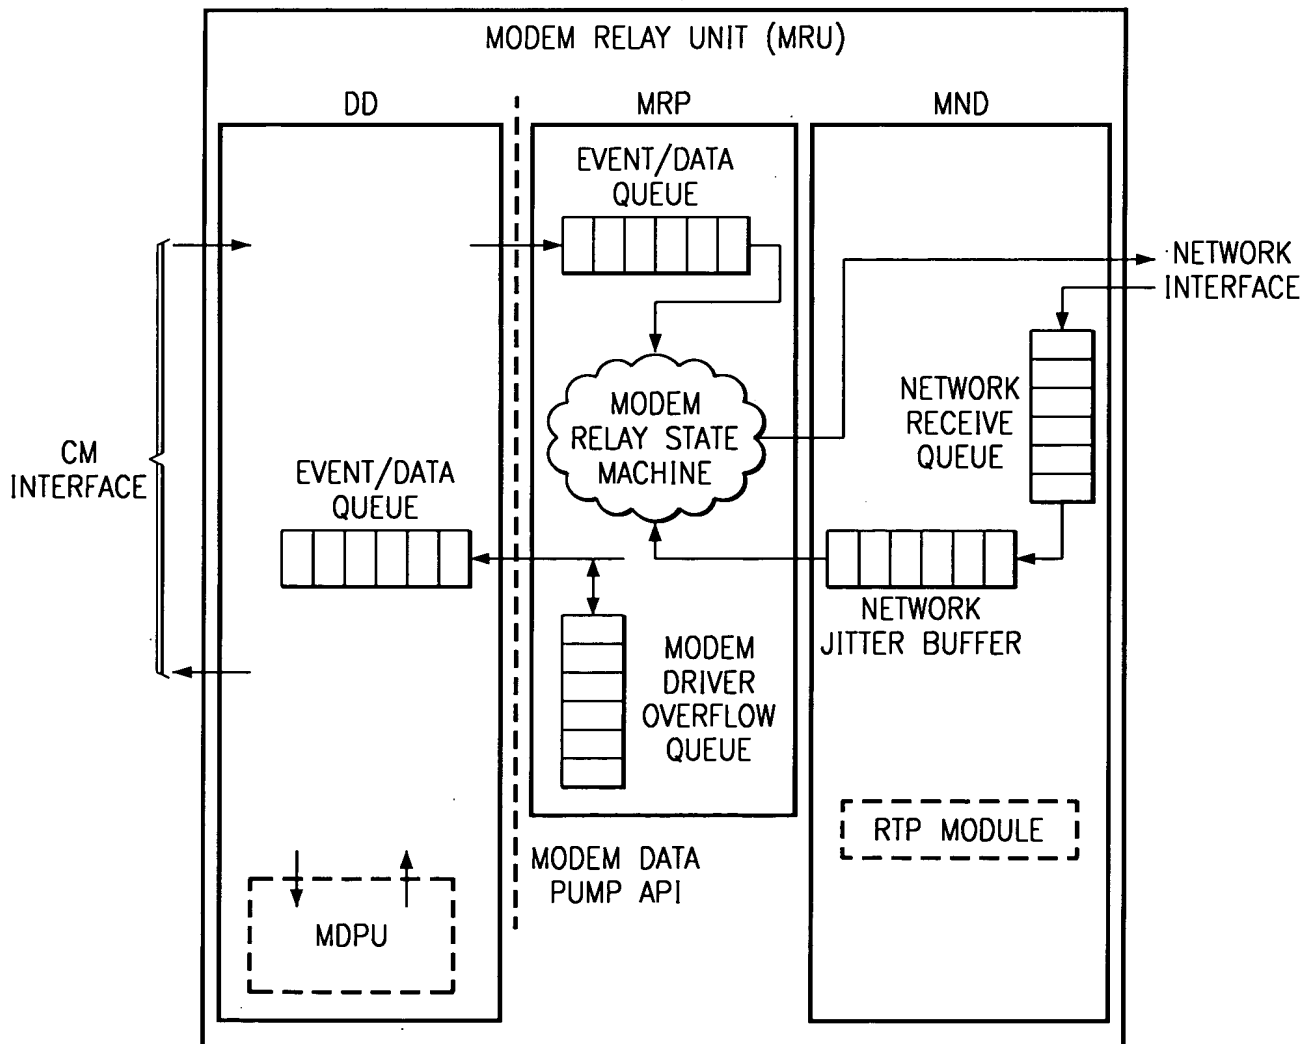 MODEM RELAY UNIT (MRU)
DD
MRP
MND
EVENT/DATA
QUEUE
NETWORK
INTERFACE
MODEM
RELAY STATE
MACHINE
NETWORK
RECEIVE
QUEUE
CM
INTERFACE
EVENT/DATA
QUEUE
NETWORK
JITTER BUFFER
MODEM
DRIVER
OVERFLOW
QUEUE
RTP MODULE
MODEM DATA
PUMP API
MDPU